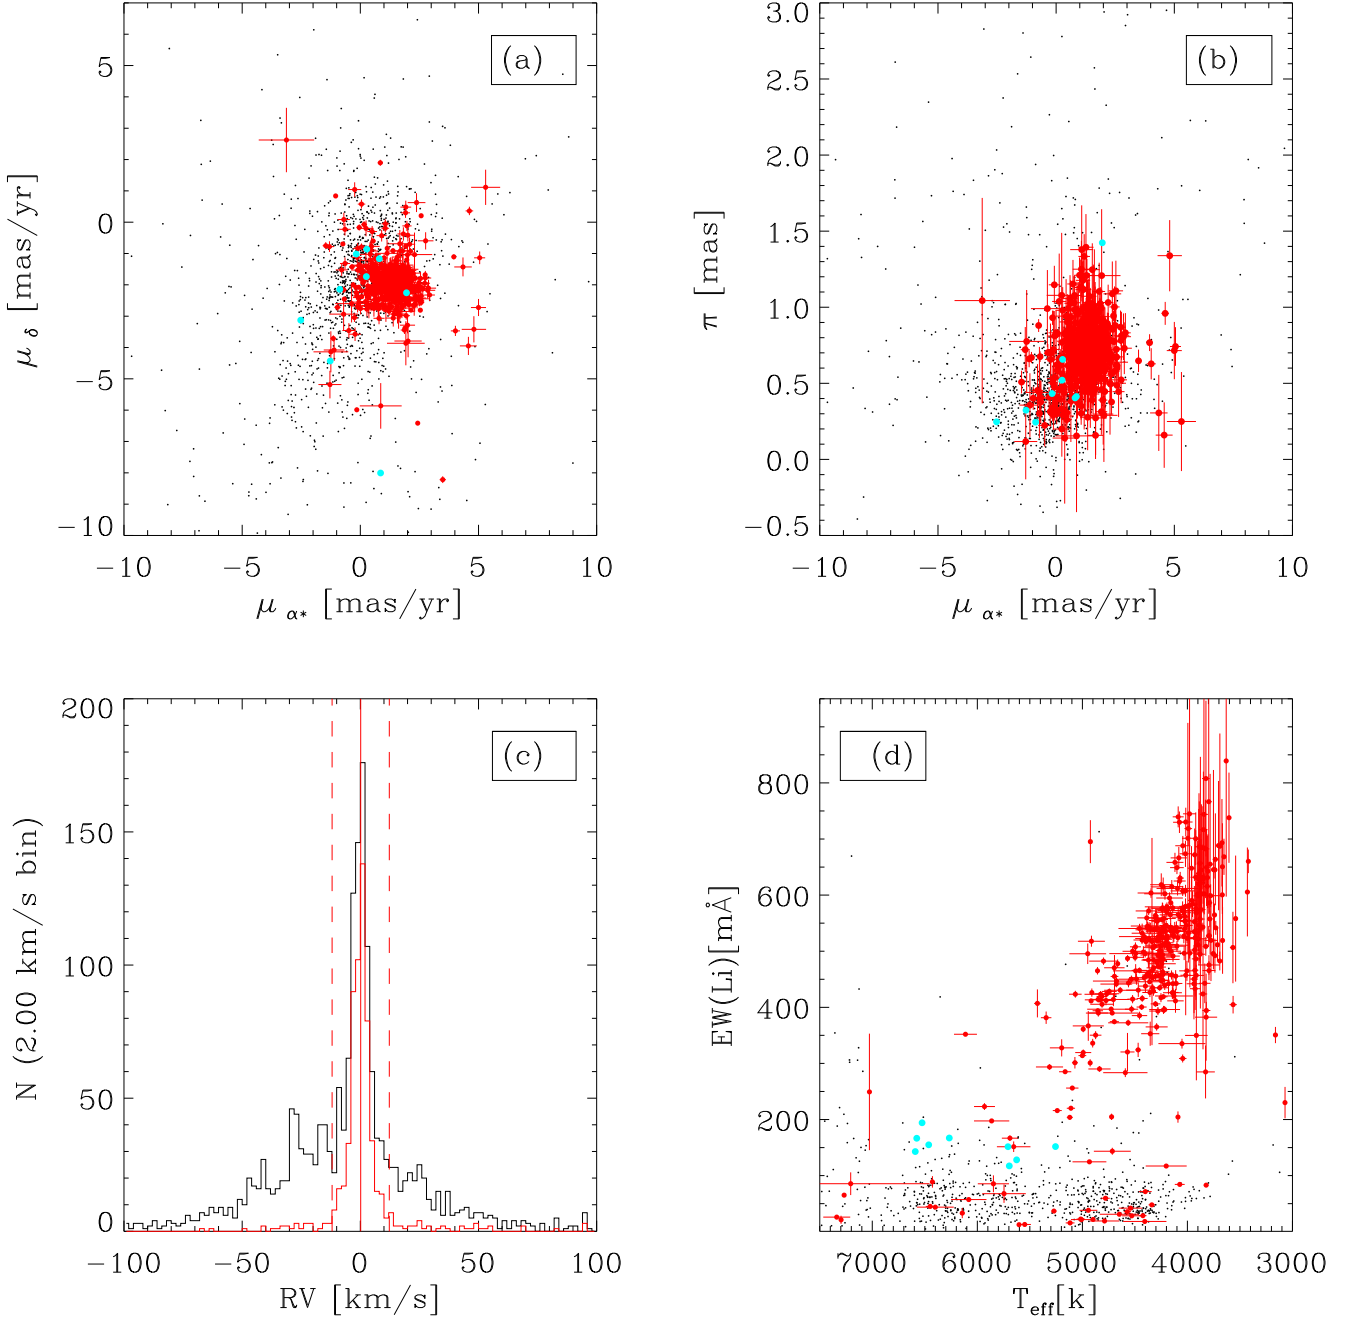 (a)
5
0
−5
−10
μ δ [mas/yr]
−10 −5 0 5 10
μ α* [mas/yr]
(b)
3.0
2.5
2.0
1.5
1.0
0.5
0.0
−0.5
π [mas]
−10 −5 0 5 10
μ α* [mas/yr]
(c)
200
150
100
50
0
N (2.00 km/s bin)
−100 −50 0 50 100
RV [km/s]
(d)
800
600
400
200
EW(Li)[mÅ]
7000 6000 5000 4000 3000
Teff[k]